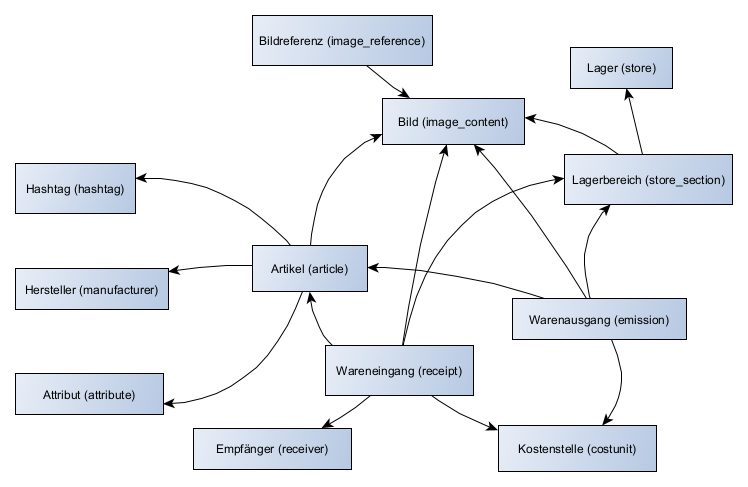 Bildreferenz (image_reference)
Lager (store)
Bild (image_content)
Lagerbereich (store_section)
Hashtag (hashtag)
Artikel (article)
Hersteller (manufacturer)
Warenausgang (emission)
Wareneingang (receipt)
Attribut (attribute)
Empfänger (receiver)
Kostenstelle (costunit)